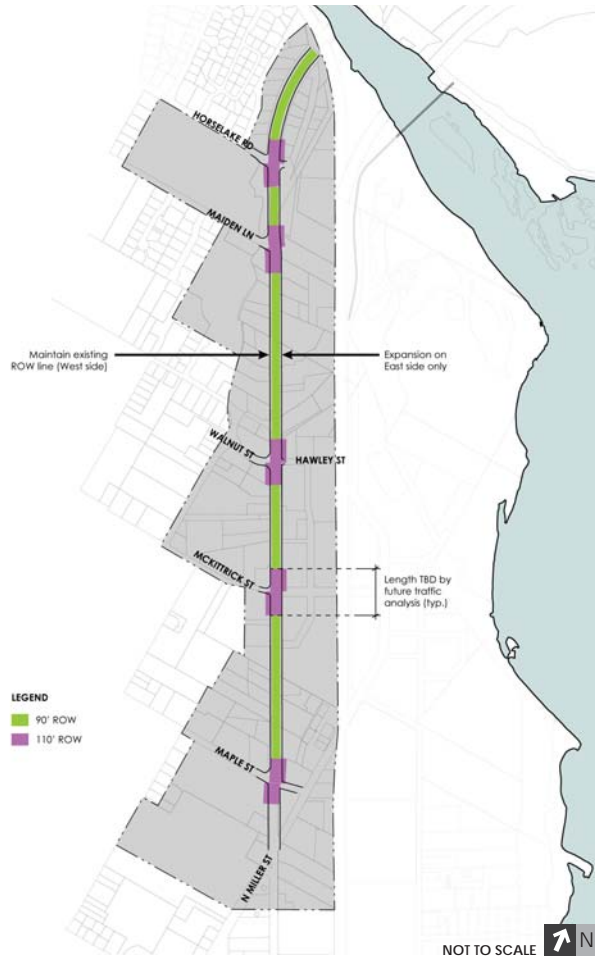 HORSELAKE RD
MAIDEN LN
Maintain existing
ROW line (West side)
Expansion on
East side only
WALNUT ST
HAWLEY ST
MCKITTRICK ST
Length TBD by
future traffic
analysis (typ.)
LEGEND
90' ROW
110' ROW
MAPLE ST
N MILLER ST
NOT TO SCALE
N